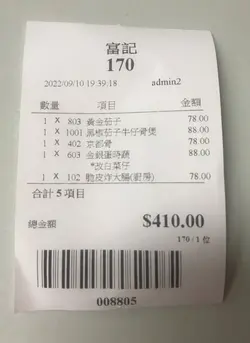 富記
170
2022/09/10 19:39:18 admin2
數量 項目 金額
1 X 803 黃金茄子 78.00
1 X 1001 黑椒茄子牛仔骨煲 88.00
1 X 402 京都骨 78.00
1 X 603 金銀蛋時蔬 88.00
*改白菜仔
1 X 102 脆皮炸大腸(廚房) 78.00
合計 5 項目
總金額 $410.00
170 / 1 位
008805